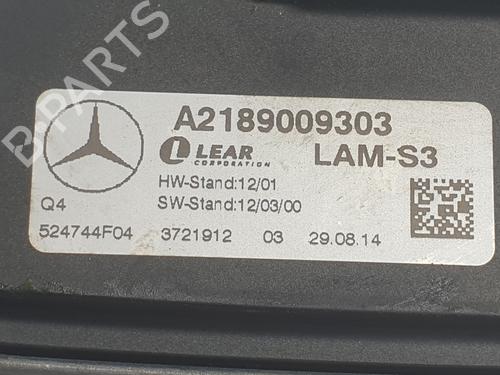 B-PARTS
A2189009303
LEAR
CORPORATION
LAM-S3
HW-Stand:12/01
SW-Stand:12/03/00
Q4
524744F04 3721912 03 29.08.14